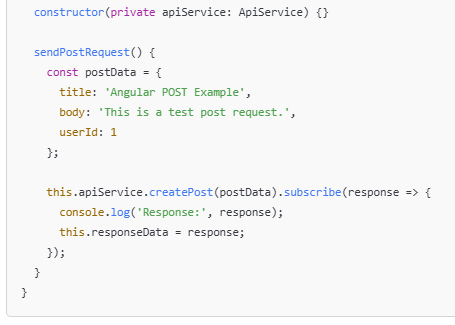 constructor(private apiService: ApiService) {}
sendPostRequest() {
const postData = {
title: 'Angular POST Example',
body: 'This is a test post request.',
userId: 1
};
this.apiService.createPost(postData).subscribe(response => {
console.log('Response:', response);
this.responseData = response;
});
}
}